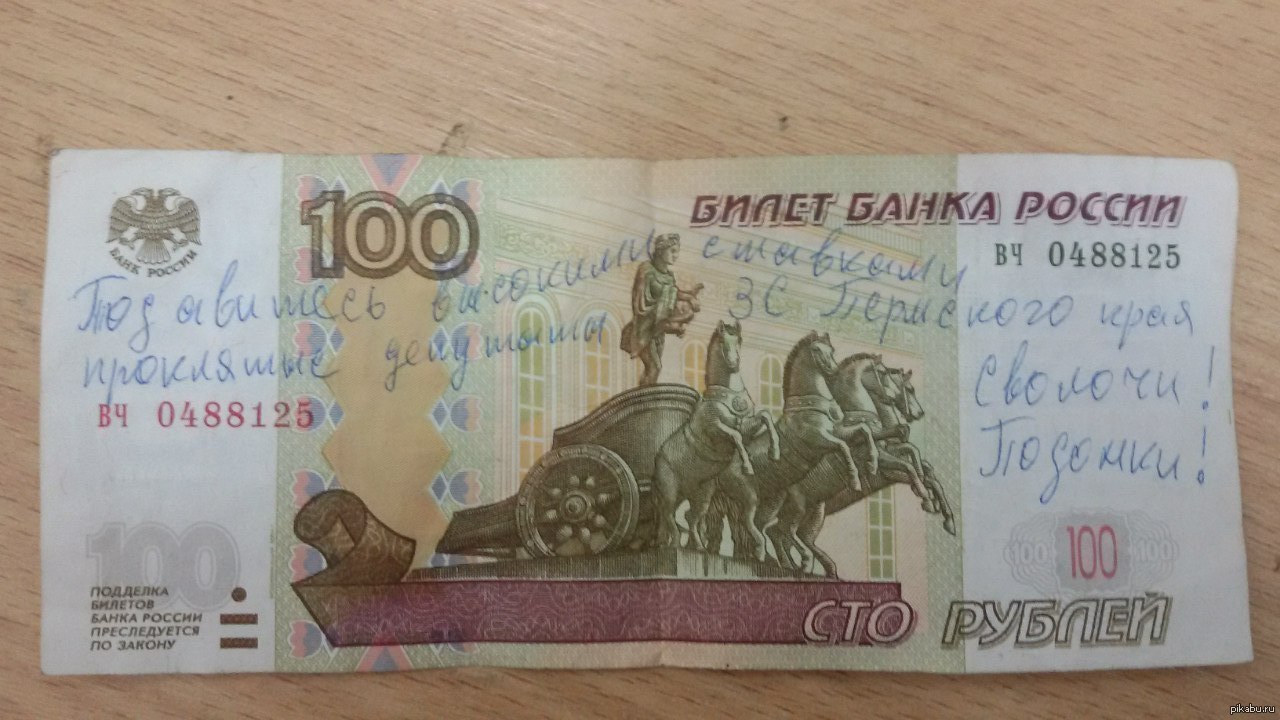 БАНК РОССИИ
100
БИЛЕТ БАНКА РОССИИ
ВЧ 0488125
Подавитесь высокими ставками
проклятые депутаты ЗС Пермского края
Сволочи!
Подонки!
ВЧ 0488125
100
100 100 100
ПОДДЕЛКА
БИЛЕТОВ
БАНКА РОССИИ
ПРЕСЛЕДУЕТСЯ
ПО ЗАКОНУ
СТО РУБЛЕЙ
pikabu.ru